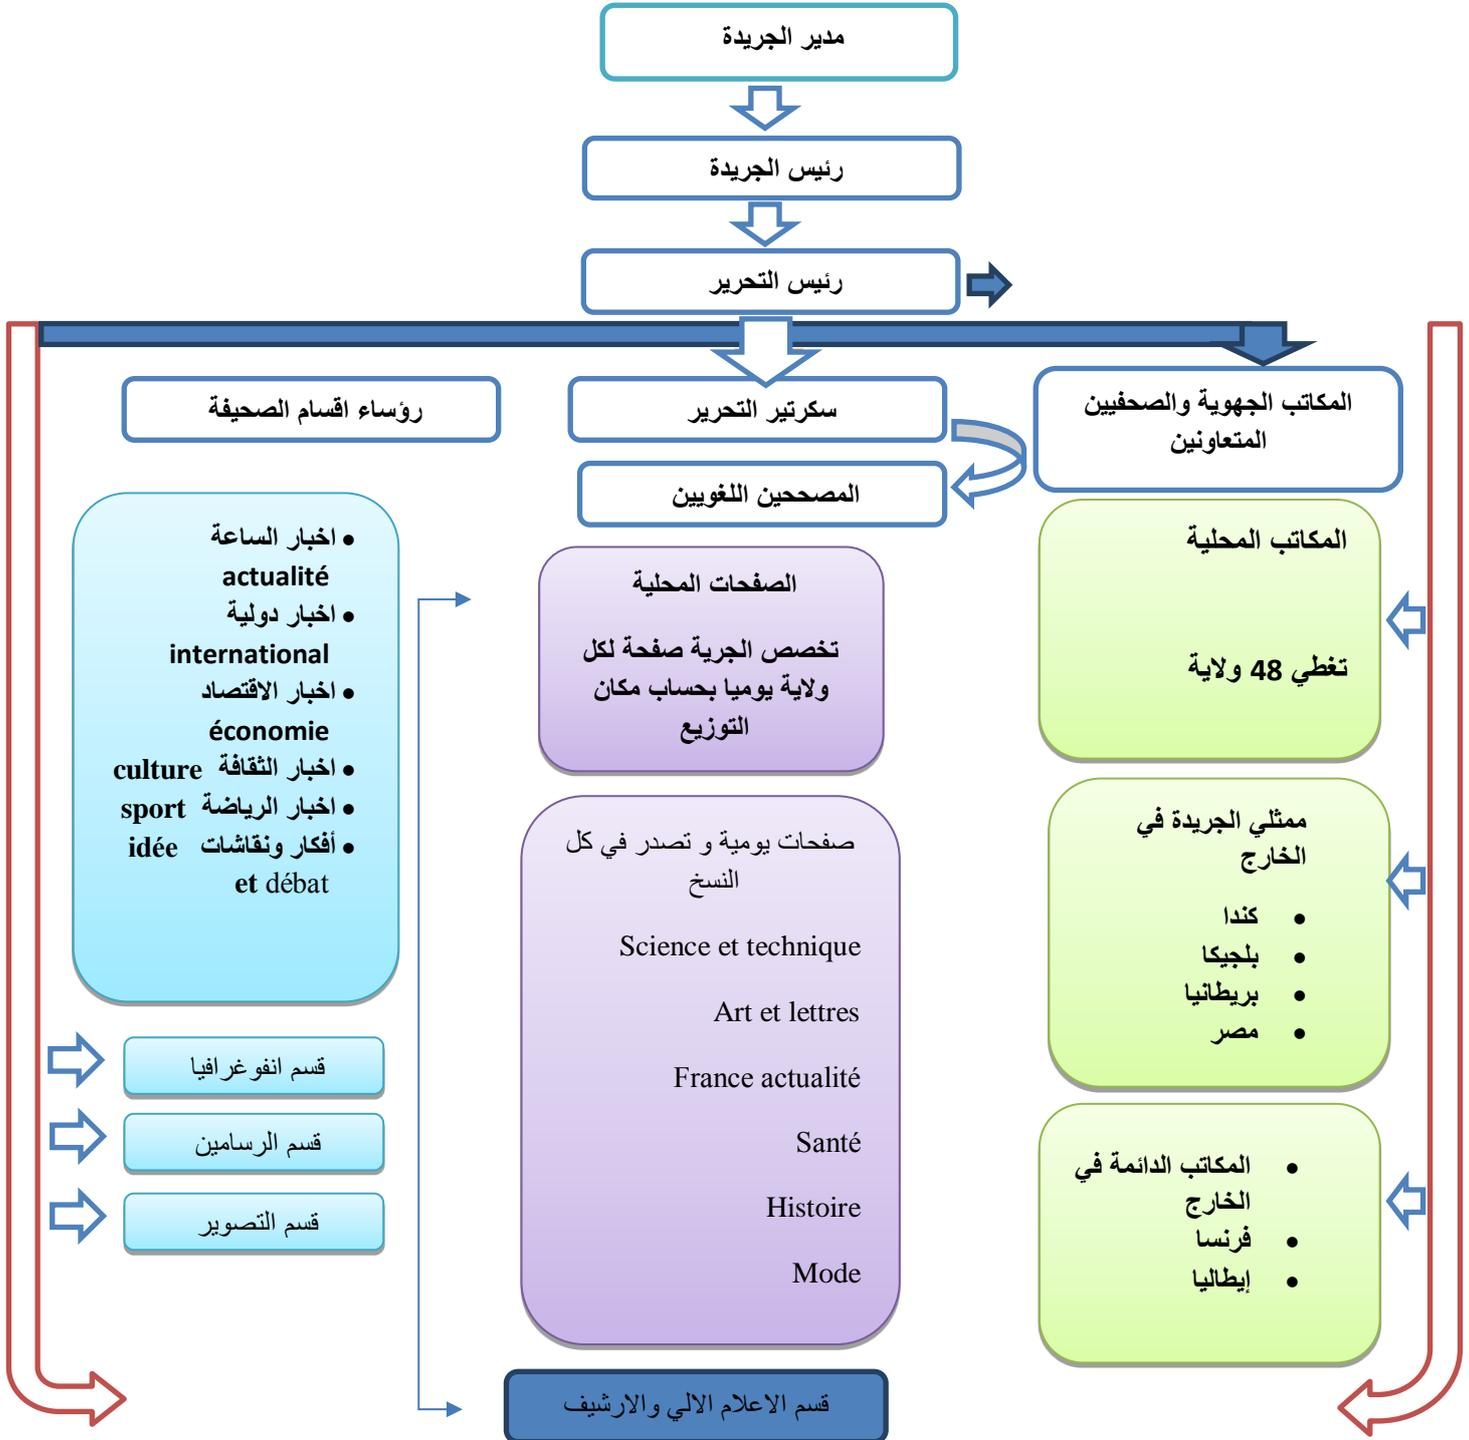 مدير الجريدة
رئيس الجريدة
رئيس التحرير
المكاتب الجهوية والصحفيين
المتعاونين
سكرتير التحرير
رؤساء اقسام الصحيفة
المصححين اللغويين
المكاتب المحلية
تغطي 48 ولاية
ممثلي الجريدة في
الخارج
• كندا
• بلجيكا
• بريطانيا
• مصر
• المكاتب الدائمة في
الخارج
• فرنسا
• إيطاليا
الصفحات المحلية
تخصص الجرية صفحة لكل
ولاية يوميا بحساب مكان
التوزيع
صفحات يومية و تصدر في كل
النسخ
Science et technique
Art et lettres
France actualité
Santé
Histoire
Mode
قسم الاعلام الالي والارشيف
• اخبار الساعة
actualité
• اخبار دولية
international
• اخبار الاقتصاد
économie
• اخبار الثقافة culture
• اخبار الرياضة sport
• أفكار ونقاشات idée
et débat
قسم انفوغرافيا
قسم الرسامين
قسم التصوير